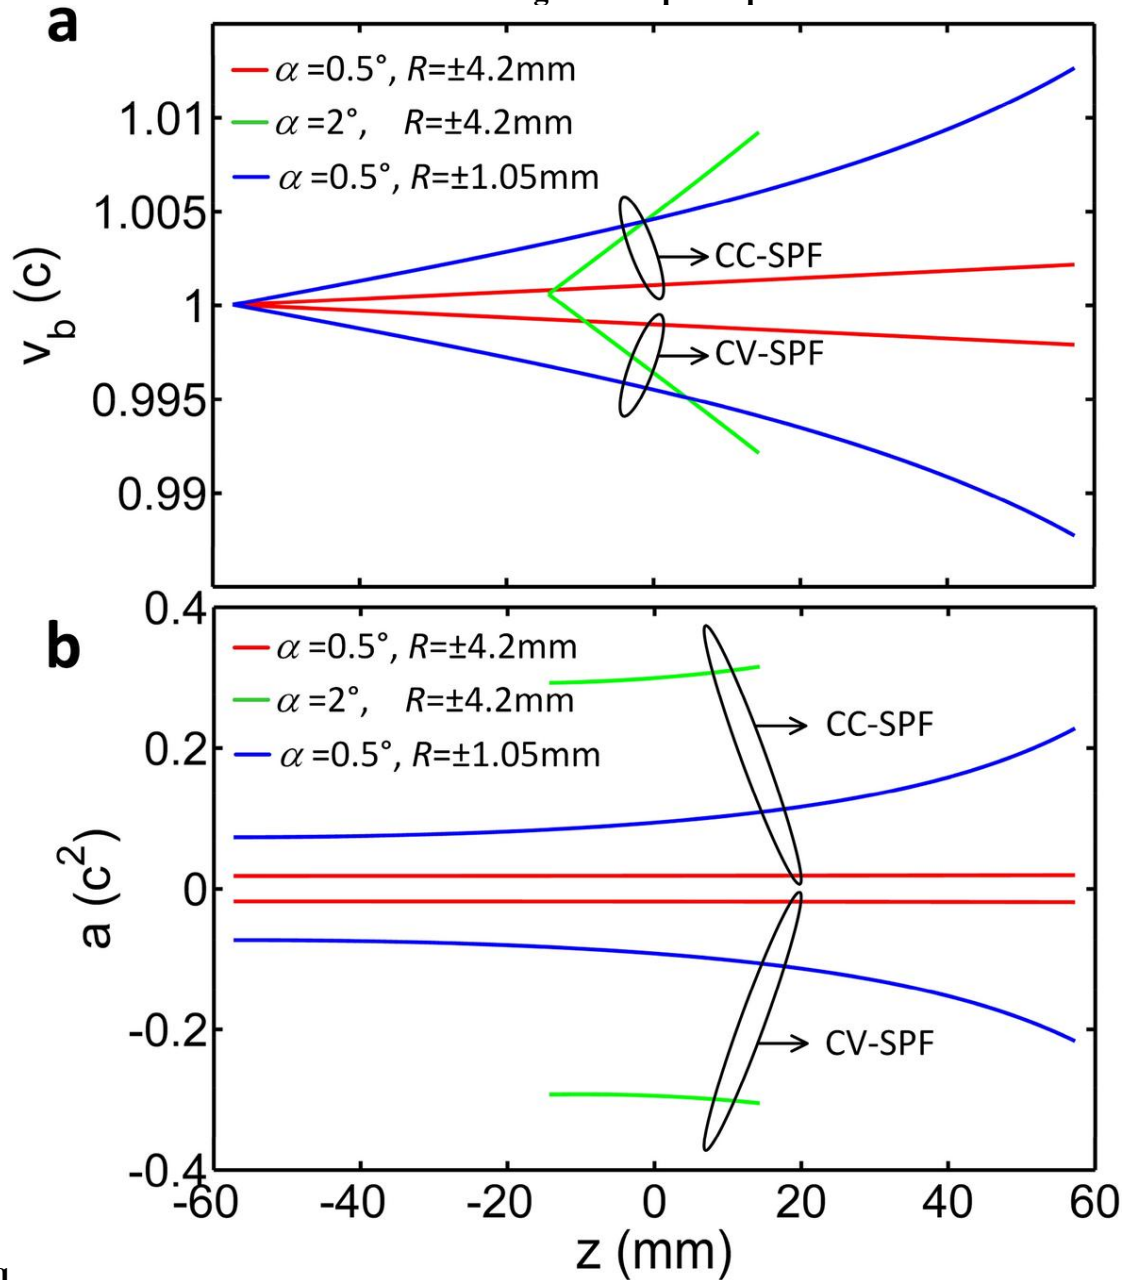 a
α =0.5°, R=±4.2mm
α =2°, R=±4.2mm
α =0.5°, R=±1.05mm
1.01
1.005
1
0.995
0.99
v_b (c)
CC-SPF
CV-SPF
b
α =0.5°, R=±4.2mm
α =2°, R=±4.2mm
α =0.5°, R=±1.05mm
0.4
0.2
0
-0.2
-0.4
a (c²)
CC-SPF
CV-SPF
-60 -40 -20 0 20 40 60
z (mm)